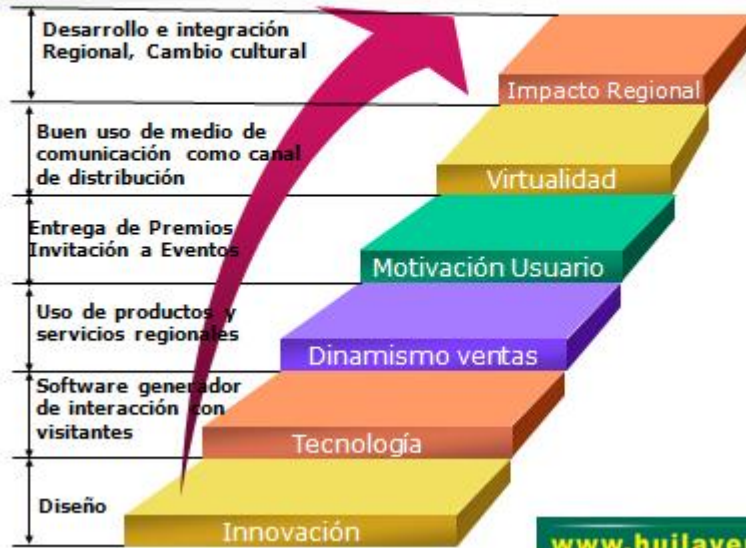 Desarrollo e integración
Regional, Cambio cultural
Impacto Regional
Buen uso de medio de
comunicación como canal
de distribución
Virtualidad
Entrega de Premios
Invitación a Eventos
Motivación Usuario
Uso de productos y
servicios regionales
Dinamismo ventas
Software generador
de interacción con
visitantes
Tecnología
Diseño
Innovación